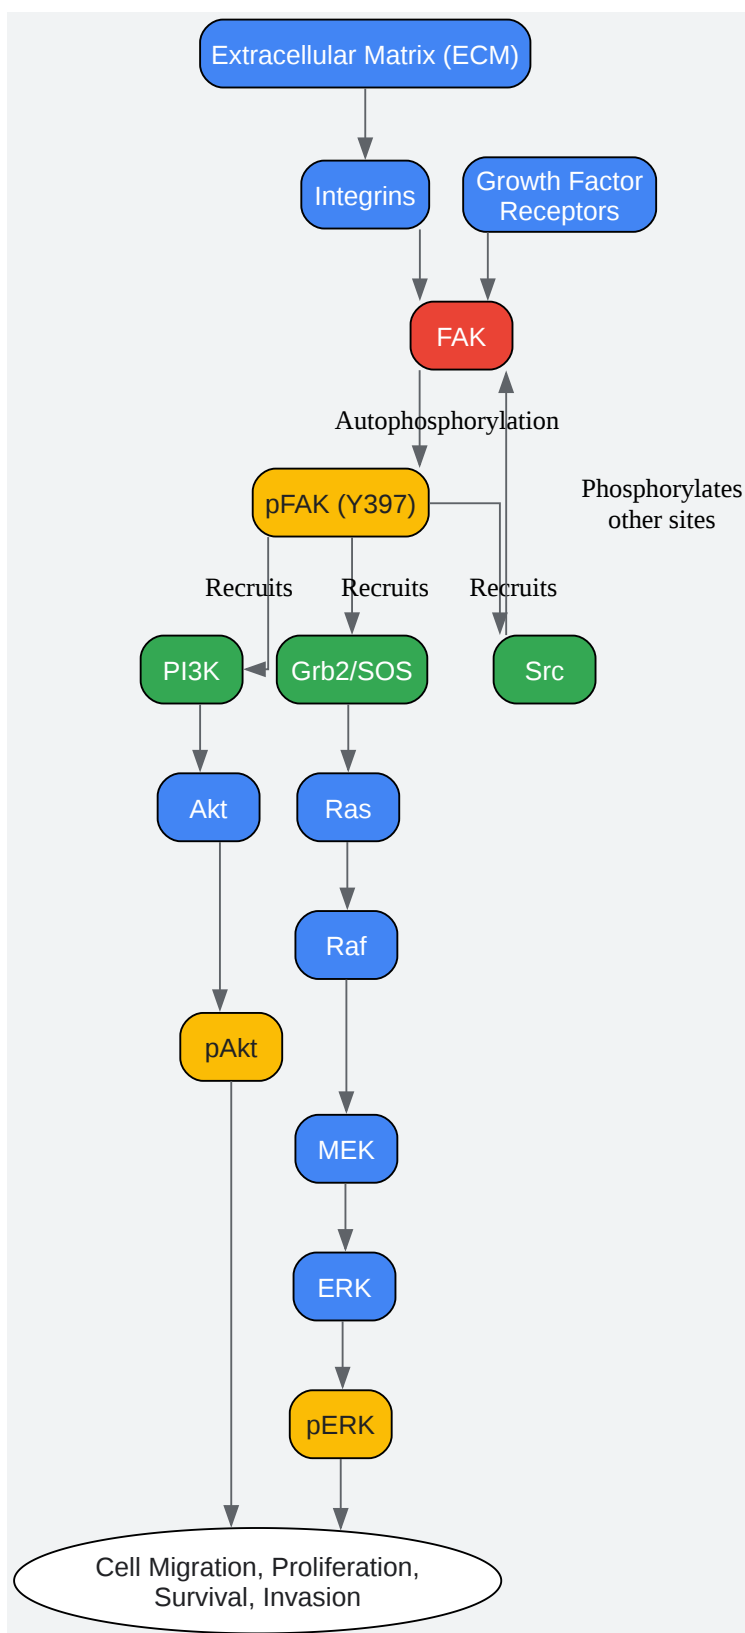 Extracellular Matrix (ECM)
Integrins
Growth Factor
Receptors
FAK
Autophosphorylation
Phosphorylates
other sites
pFAK (Y397)
Recruits
Recruits
Recruits
PI3K
Grb2/SOS
Src
Akt
Ras
Raf
pAkt
MEK
ERK
pERK
Cell Migration, Proliferation,
Survival, Invasion